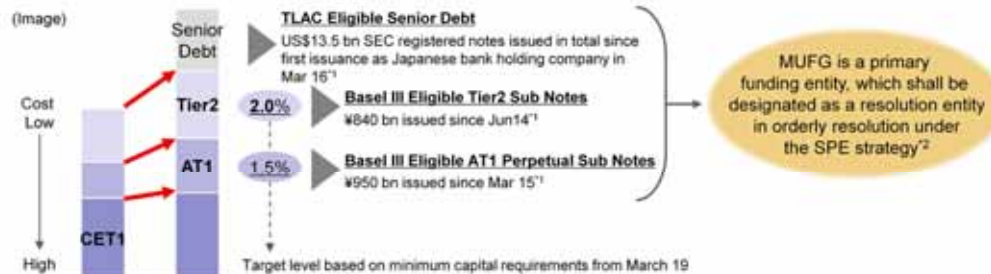 (Image)
Senior
Debt
TLAC Eligible Senior Debt
US$13.5 bn SEC registered notes issued in total since
first issuance as Japanese bank holding company in
Mar 16*1
Cost
Low
High
Tier2
AT1
CET1
2.0%
Basel III Eligible Tier2 Sub Notes
¥840 bn issued since Jun14*1
1.5%
Basel III Eligible AT1 Perpetual Sub Notes
¥950 bn issued since Mar 15*1
Target level based on minimum capital requirements from March 19
MUFG is a primary
funding entity, which shall be
designated as a resolution entity
in orderly resolution under
the SPE strategy*2